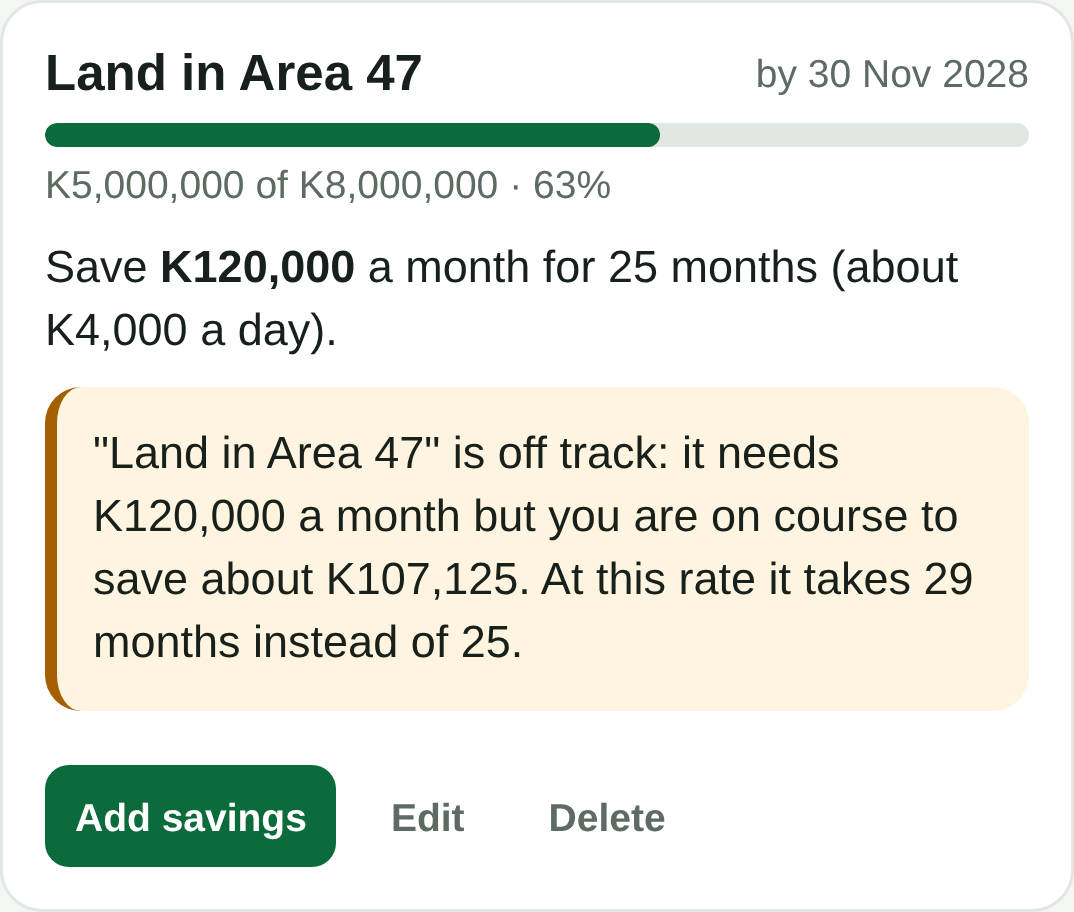 Land in Area 47
by 30 Nov 2028
K5,000,000 of K8,000,000 · 63%
Save K120,000 a month for 25 months (about
K4,000 a day).
"Land in Area 47" is off track: it needs
K120,000 a month but you are on course to
save about K107,125. At this rate it takes 29
months instead of 25.
Add savings
Edit
Delete